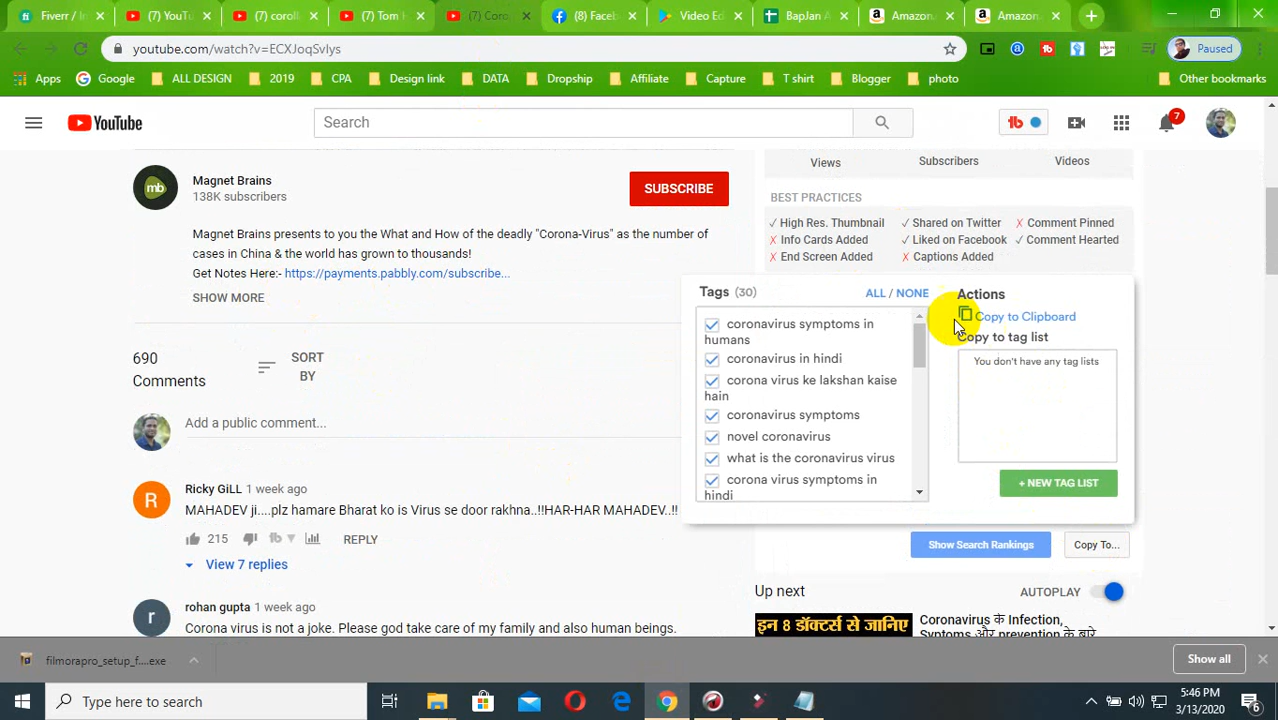 Fiverr / In
(7) YouTu
(7) corol
(7) Tom
(7) Coro
(8) Faceb
Video Ed
BapJan A
Amazon
Amazon
youtube.com/watch?v=ECXJoqSvIys
Paused
Apps
Google
ALL DESIGN
2019
CPA
Design link
DATA
Dropship
Affiliate
Capture
T shirt
Blogger
photo
Other bookmarks
YouTube
Search
tb
7
Magnet Brains
138K subscribers
SUBSCRIBE
Magnet Brains presents to you the What and How of the deadly "Corona-Virus" as the number of
cases in China & the world has grown to thousands!
Get Notes Here:- https://payments.pabbly.com/subscribe...
SHOW MORE
690
Comments
SORT
BY
Add a public comment...
R
Ricky GiLL 1 week ago
MAHADEV ji....plz hamare Bharat ko is Virus se door rakhna..!!HAR-HAR MAHADEV..!!
215
tb
REPLY
View 7 replies
r
rohan gupta 1 week ago
Corona virus is not a joke. Please god take care of my family and also human beings.
Views
Subscribers
Videos
BEST PRACTICES
✓ High Res. Thumbnail
✓ Shared on Twitter
✗ Comment Pinned
✗ Info Cards Added
✓ Liked on Facebook
✓ Comment Hearted
✗ End Screen Added
✗ Captions Added
Tags (30)
ALL / NONE
coronavirus symptoms in
humans
coronavirus in hindi
corona virus ke lakshan kaise
hain
coronavirus symptoms
novel coronavirus
what is the coronavirus virus
corona virus symptoms in
hindi
Actions
Copy to Clipboard
Copy to tag list
You don't have any tag lists
+ NEW TAG LIST
Show Search Rankings
Copy To...
Up next
AUTOPLAY
इन 8 डॉक्टर्स से जानिए
Coronavirus के Infection,
Syptoms और prevention के बारे
filmorapro_setup_f....exe
Show all
Type here to search
5:46 PM
3/13/2020
6